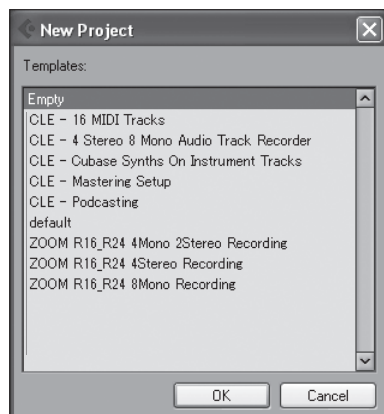 New Project
Templates:
Empty
CLE - 16 MIDI Tracks
CLE - 4 Stereo 8 Mono Audio Track Recorder
CLE - Cubase Synths On Instrument Tracks
CLE - Mastering Setup
CLE - Podcasting
default
ZOOM R16_R24 4Mono 2Stereo Recording
ZOOM R16_R24 4Stereo Recording
ZOOM R16_R24 8Mono Recording
OK Cancel